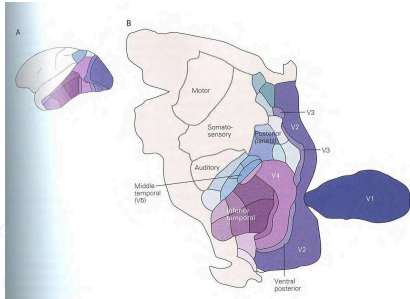 A
B
Motor
Somato-
sensory
Auditory
Middle
temporal
(V5)
Posterior
parietal
V3
V2
V3
V4
V1
Inferior
temporal
V2
Ventral
posterior